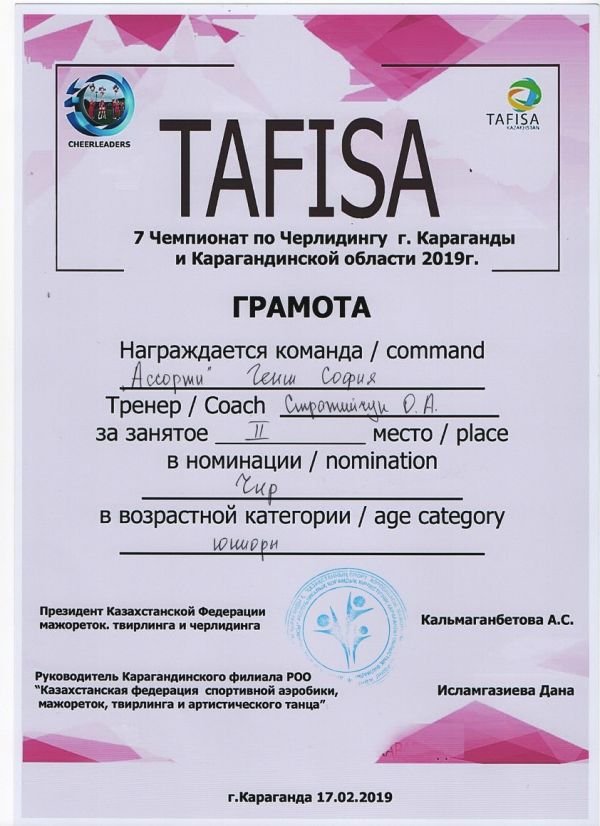 CHEERLEADERS
TAFISA
KAZAKHSTAN
TAFISA
7 Чемпионат по Черлидингу г. Караганды
и Карагандинской области 2019г.
ГРАМОТА
Награждается команда / command
„Ассорти" Гейш София
Тренер / Coach Стротийчук О.А.
за занятое II место / place
в номинации / nomination
Чир
в возрастной категории / age category
юниоры
Президент Казахстанской Федерации
мажореток. твирлинга и черлидинга
Кальмаганбетова А.С.
Руководитель Карагандинского филиала РОО
"Казахстанская федерация спортивной аэробики,
мажореток, твирлинга и артистического танца"
Исламгазиева Дана
г.Караганда 17.02.2019